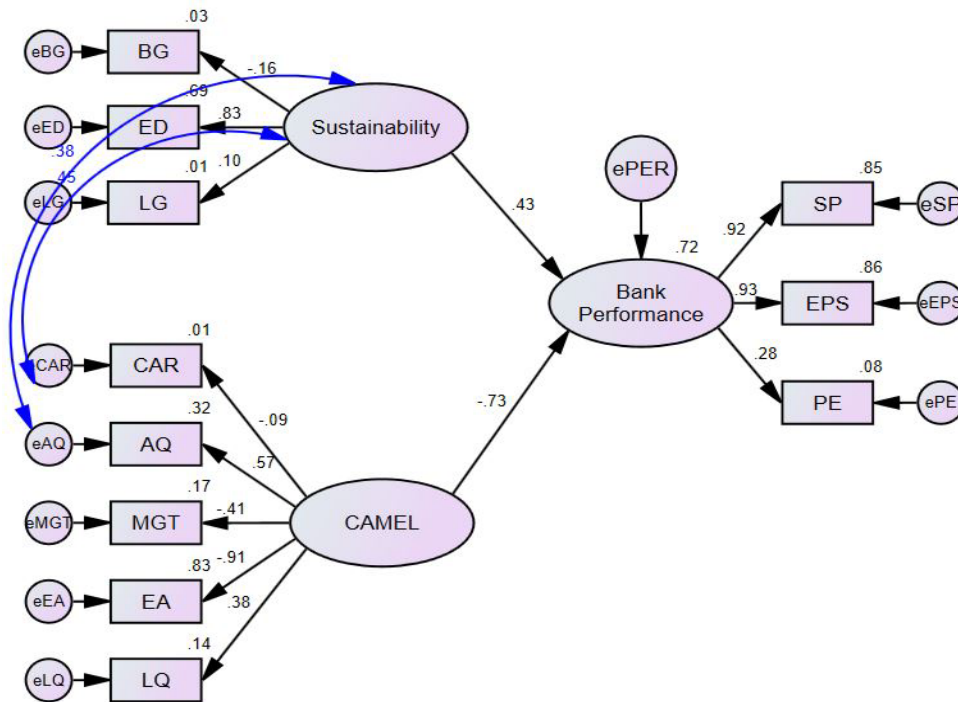 .03
eBG
BG
-.16
.69
eED
ED
.83
Sustainability
.38
.45
.01
.10
eLG
LG
ePER
.85
SP
eSP
.43
.92
.72
.86
Bank
Performance
.93
EPS
eEPS
.28
.08
PE
ePE
-.73
.01
CAR
CAR
-.09
.32
eAQ
AQ
.57
.17
eMGT
MGT
-.41
CAMEL
-.91
.83
eEA
EA
.38
.14
eLQ
LQ